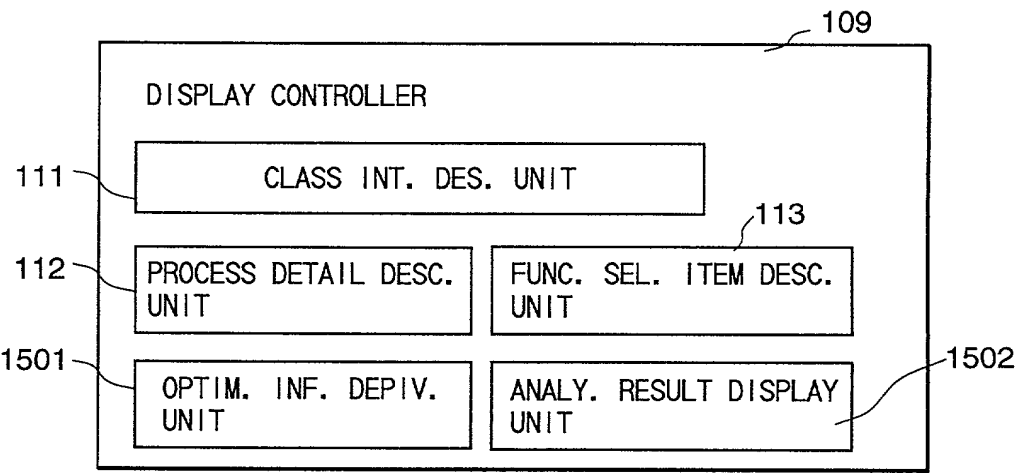 109
DISPLAY CONTROLLER
111
CLASS INT. DES. UNIT
113
112
PROCESS DETAIL DESC.
UNIT
FUNC. SEL. ITEM DESC.
UNIT
1501
OPTIM. INF. DEPIV.
UNIT
ANALY. RESULT DISPLAY
UNIT
1502